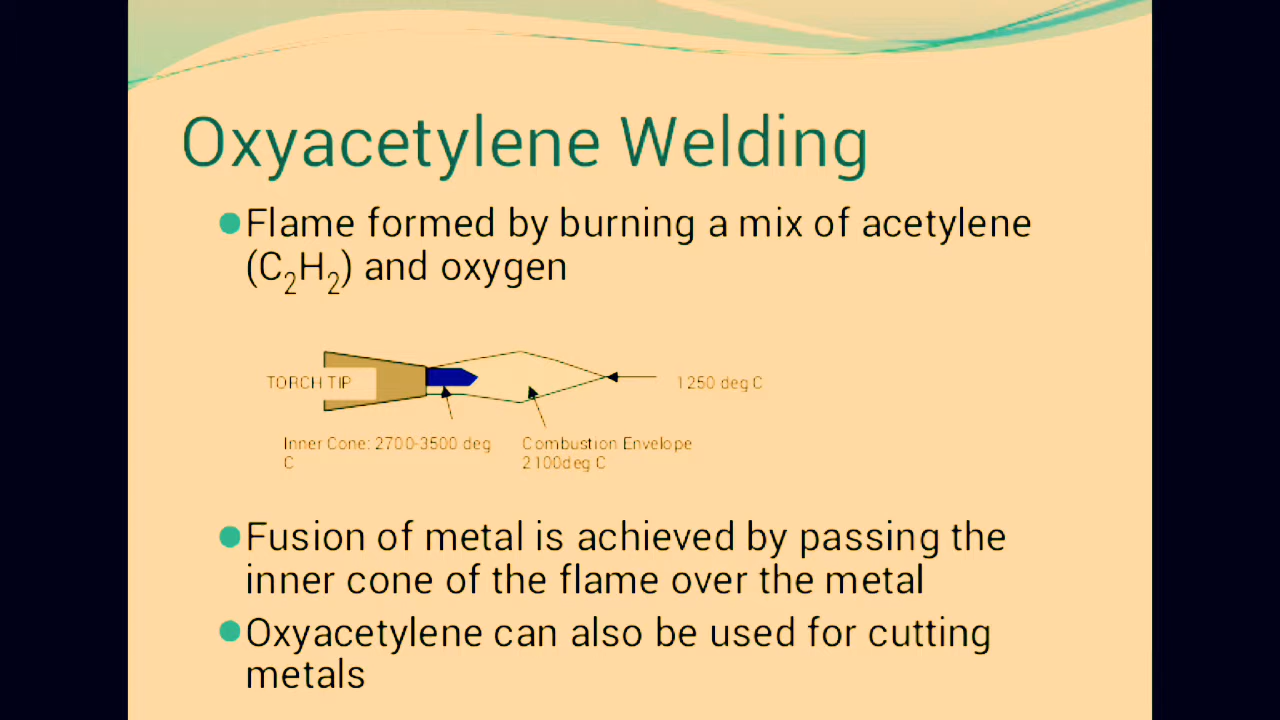 Oxyacetylene Welding
Flame formed by burning a mix of acetylene
(C₂H₂) and oxygen
TORCH TIP
1250 deg C
Inner Cone: 2700-3500 deg
C
Combustion Envelope
2100deg C
Fusion of metal is achieved by passing the
inner cone of the flame over the metal
Oxyacetylene can also be used for cutting
metals